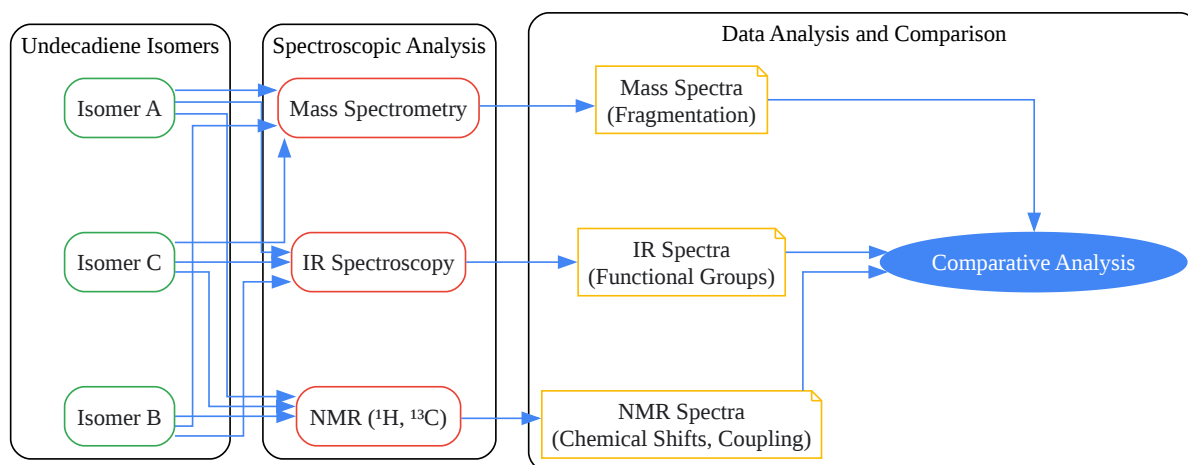 Undecadiene Isomers
Isomer A
Isomer C
Isomer B
Spectroscopic Analysis
Mass Spectrometry
IR Spectroscopy
NMR (¹H, ¹³C)
Data Analysis and Comparison
Mass Spectra
(Fragmentation)
IR Spectra
(Functional Groups)
NMR Spectra
(Chemical Shifts, Coupling)
Comparative Analysis